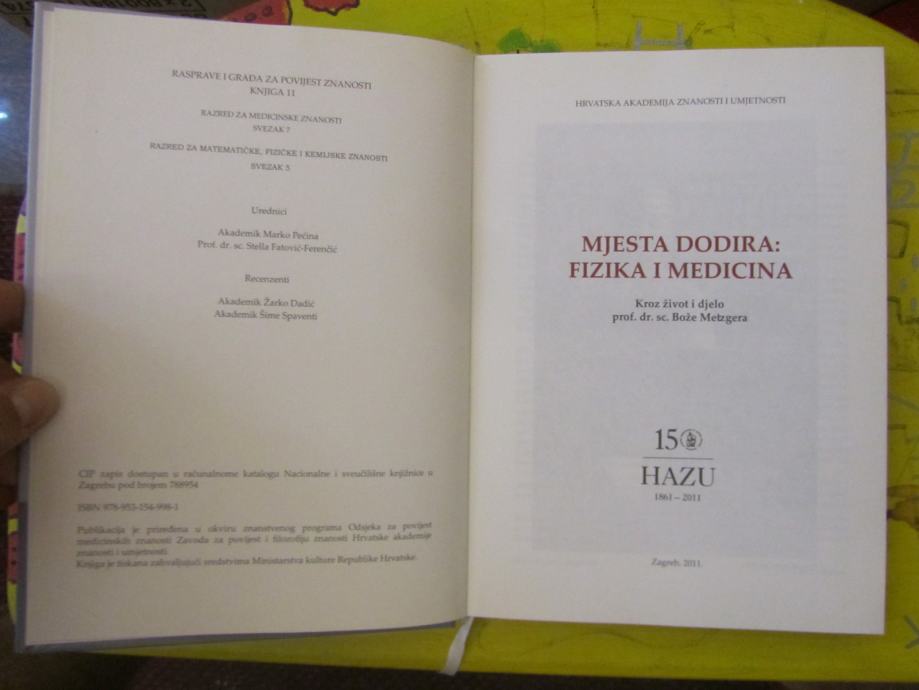 RASPRAVE I GRAĐA ZA POVIJEST ZNANOSTI
KNJIGA 11
RAZRED ZA MEDICINSKE ZNANOSTI
SVEZAK 7
RAZRED ZA MATEMATIČKE, FIZIČKE I KEMIJSKE ZNANOSTI
SVEZAK 5
Urednici
Akademik Marko Pećina
Prof. dr. sc. Stella Fatović-Ferenčić
Recenzenti
Akademik Žarko Dadić
Akademik Šime Spaventi
CIP zapis dostupan u računalnome katalogu Nacionalne i sveučilišne knjižnice u
Zagrebu pod brojem 788954
ISBN 978-953-154-998-1
Publikacija je priređena u okviru znanstvenog programa Odsjeka za povijest
medicinskih znanosti Zavoda za povijest i filozofiju znanosti Hrvatske akademije
znanosti i umjetnosti.
Knjiga je tiskana zahvaljujući sredstvima Ministarstva kulture Republike Hrvatske.
HRVATSKA AKADEMIJA ZNANOSTI I UMJETNOSTI
MJESTA DODIRA:
FIZIKA I MEDICINA
Kroz život i djelo
prof. dr. sc. Bože Metzgera
150
HAZU
1861 – 2011
Zagreb, 2011.